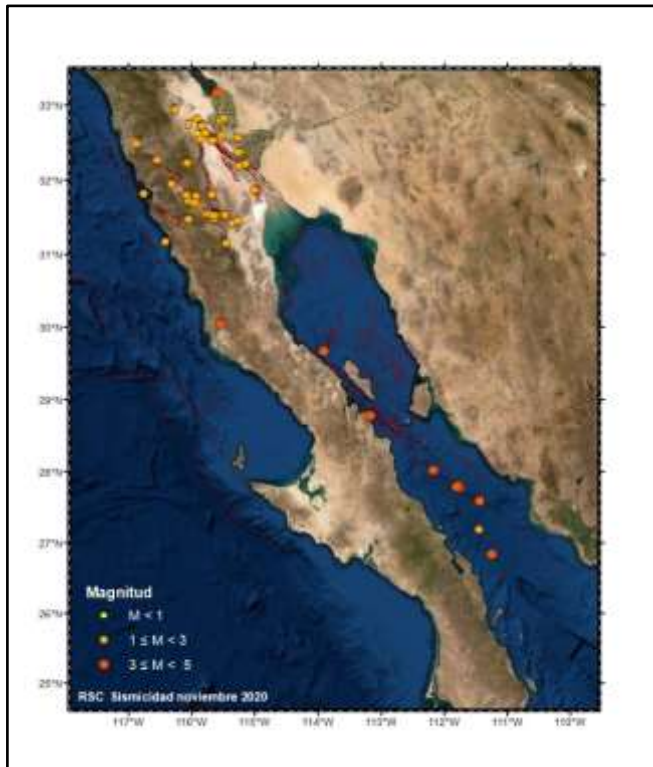 33°N
32°N
31°N
30°N
29°N
28°N
27°N
26°N
25°N
Magnitud
M < 1
1 ≤ M < 3
3 ≤ M < 5
RSC Sismicidad noviembre 2020
117°W 116°W 115°W 114°W 113°W 112°W 111°W 110°W 109°W